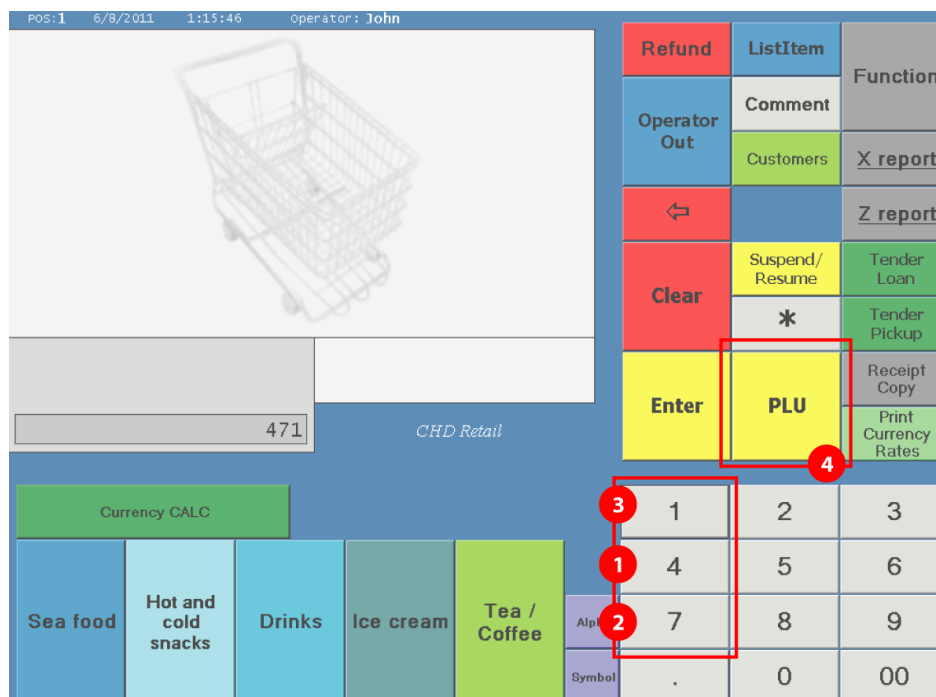 POS:1 6/8/2011 1:15:46 Operator: John
Refund
ListItem
Function
Operator
Out
Comment
Customers
X report
⇦
Z report
Clear
Suspend/
Resume
Tender
Loan
*
Tender
Pickup
Enter
PLU
Receipt
Copy
Print
Currency
Rates
4
471
CHD Retail
Currency CALC
3
1
2
3
1
4
5
6
2
7
8
9
.
0
00
Sea food
Hot and
cold
snacks
Drinks
Ice cream
Tea /
Coffee
Symbol